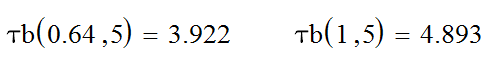 τb(0.64 ,5) = 3.922 τb(1 ,5) = 4.893